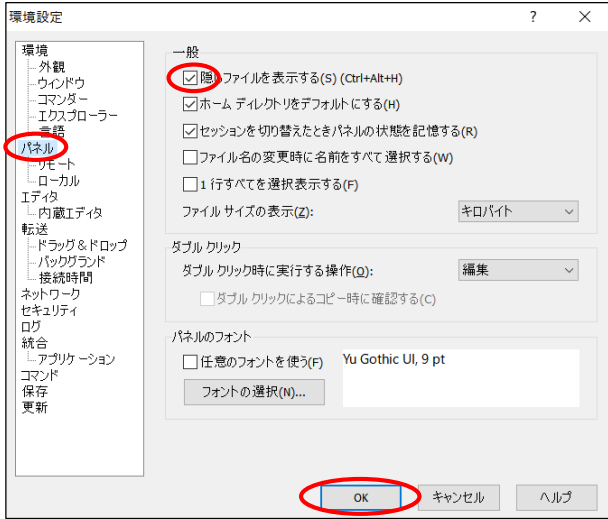 環境設定
?
環境
外観
ウィンドウ
コマンダー
エクスプローラー
言語
パネル
リモート
ローカル
エディタ
内蔵エディタ
転送
ドラッグ & ドロップ
バックグランド
接続時間
ネットワーク
セキュリティ
ログ
統合
アプリケーション
コマンド
保存
更新
一般
隠しファイルを表示する(S) (Ctrl+Alt+H)
ホーム ディレクトリをデフォルトにする(H)
セッションを切り替えたときパネルの状態を記憶する(R)
ファイル名の変更時に名前をすべて選択する(W)
1 行すべてを選択表示する(F)
ファイル サイズの表示(Z): キロバイト
ダブル クリック
ダブル クリック時に実行する操作(O): 編集
ダブル クリックによるコピー時に確認する(C)
パネルのフォント
任意のフォントを使う(F) Yu Gothic UI, 9 pt
フォントの選択(N)...
OK キャンセル ヘルプ